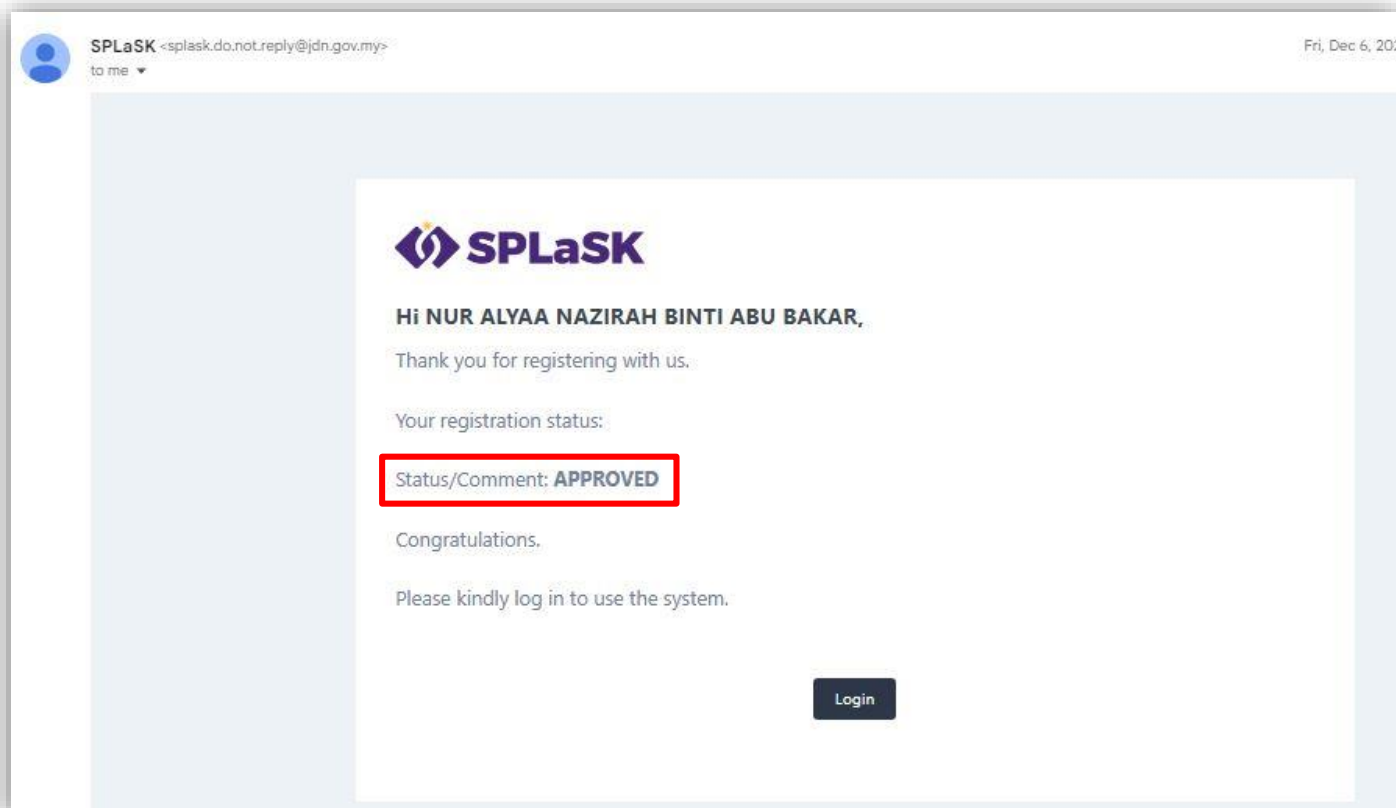 SPLaSK <splask.do.not.reply@jdn.gov.my>
Fri, Dec 6, 202
to me
SPLaSK
Hi NUR ALYAA NAZIRAH BINTI ABU BAKAR,
Thank you for registering with us.
Your registration status:
Status/Comment: APPROVED
Congratulations.
Please kindly log in to use the system.
Login